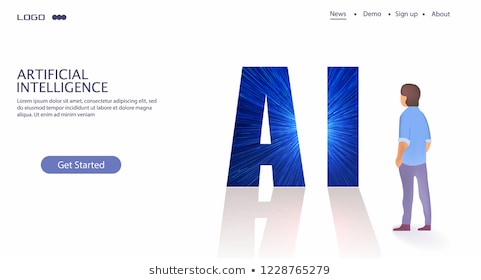 LOGO
News • Demo • Sign up • About
ARTIFICIAL
INTELLIGENCE
Lorem ipsum dolor sit amet, consectetur adipiscing elit, sed
do eiusmod tempor incididunt ut labore et dolore magna
aliqua. Ut enim ad minim veniam
Get Started
AI
shutterstock • 1228765279